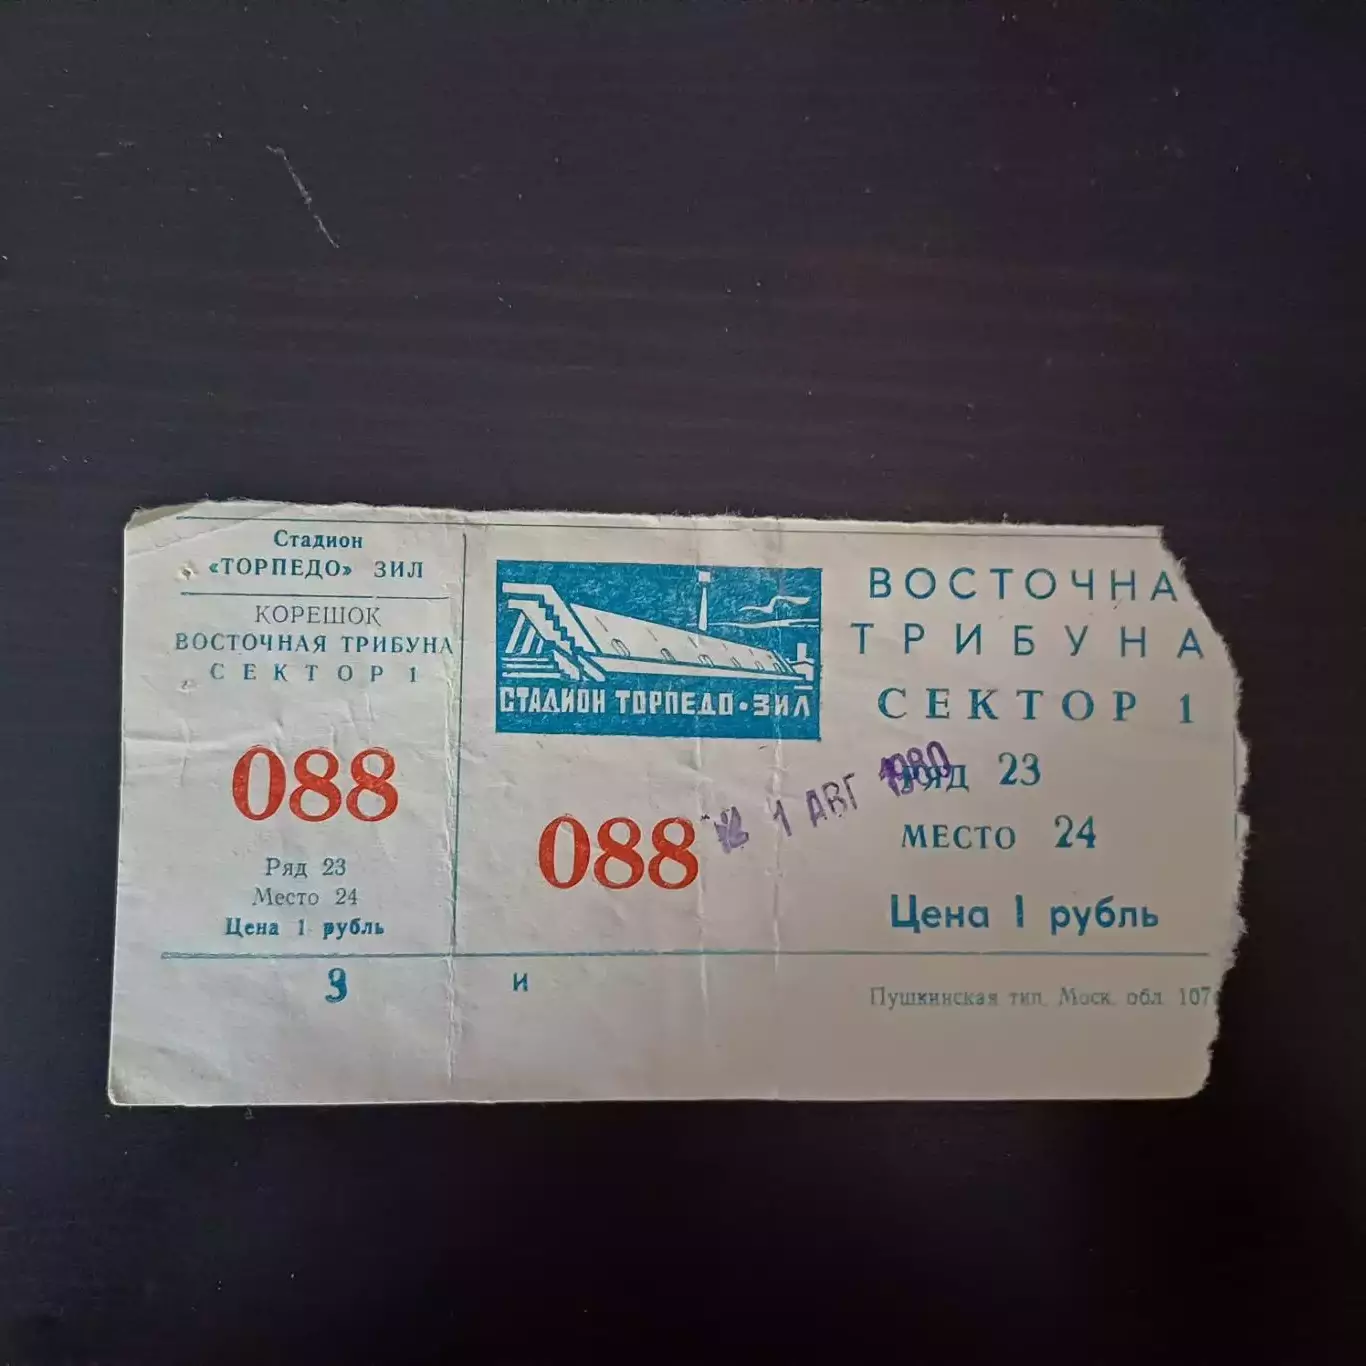 Стадион
«ТОРПЕДО» ЗИЛ
КОРЕШОК
ВОСТОЧНАЯ ТРИБУНА
СЕКТОР 1
088
Ряд 23
Место 24
Цена 1 рубль
СТАДИОН ТОРПЕДО·ЗИЛ
088
1 АВГ 1980
ВОСТОЧНА
ТРИБУНА
СЕКТОР 1
РЯД 23
МЕСТО 24
Цена 1 рубль
И
Пушкинская тип. Моск. обл. 107